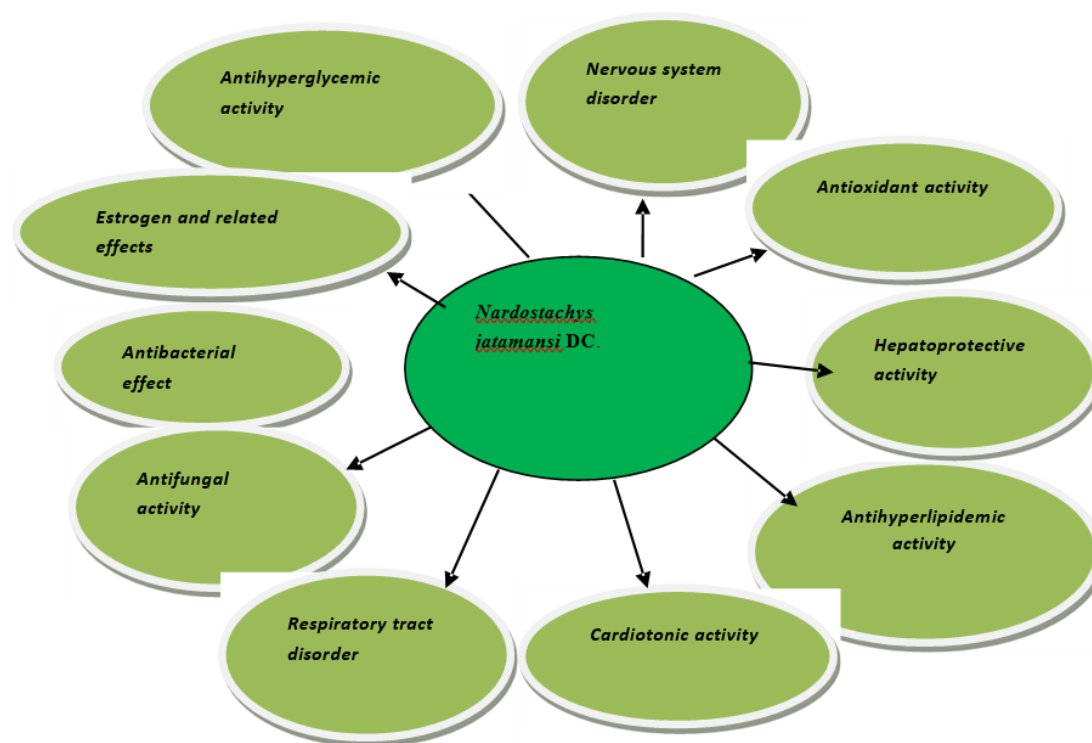 Antihyperglycemic
activity
Nervous system
disorder
Antioxidant activity
Estrogen and related
effects
Nardostachys
jatamansi DC.
Antibacterial
effect
Hepatoprotective
activity
Antifungal
activity
Antihyperlipidemic
activity
Respiratory tract
disorder
Cardiotonic activity